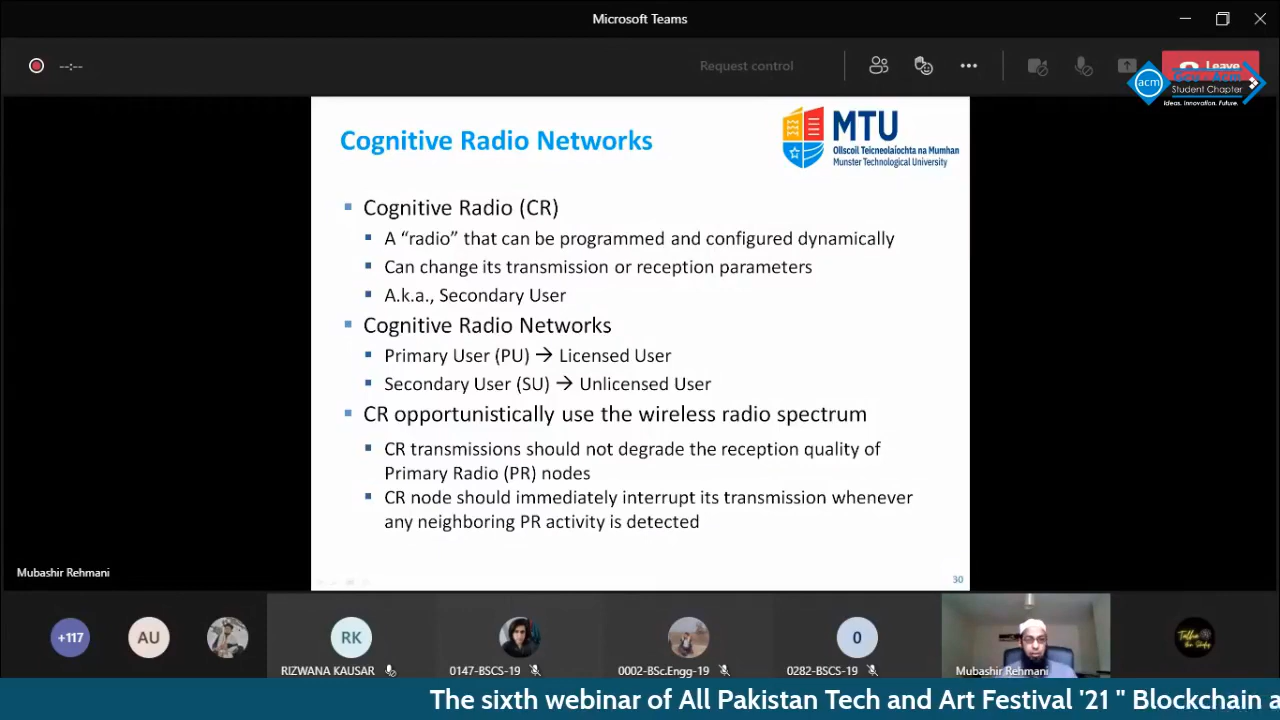 Microsoft Teams
--:--
Request control
Leave
acm
Gcu - Acm
Student Chapter
Ideas. Innovation. Future.
Cognitive Radio Networks
MTU
Ollscoil Teicneolaíochta na Mumhan
Munster Technological University
Cognitive Radio (CR)
A “radio” that can be programmed and configured dynamically
Can change its transmission or reception parameters
A.k.a., Secondary User
Cognitive Radio Networks
Primary User (PU) → Licensed User
Secondary User (SU) → Unlicensed User
CR opportunistically use the wireless radio spectrum
CR transmissions should not degrade the reception quality of
Primary Radio (PR) nodes
CR node should immediately interrupt its transmission whenever
any neighboring PR activity is detected
30
Mubashir Rehmani
+117
AU
RK
0
RIZWANA KAUSAR
0147-BSCS-19
0002-BSc.Engg-19
0282-BSCS-19
Mubashir Rehmani
The sixth webinar of All Pakistan Tech and Art Festival '21 " Blockchain a